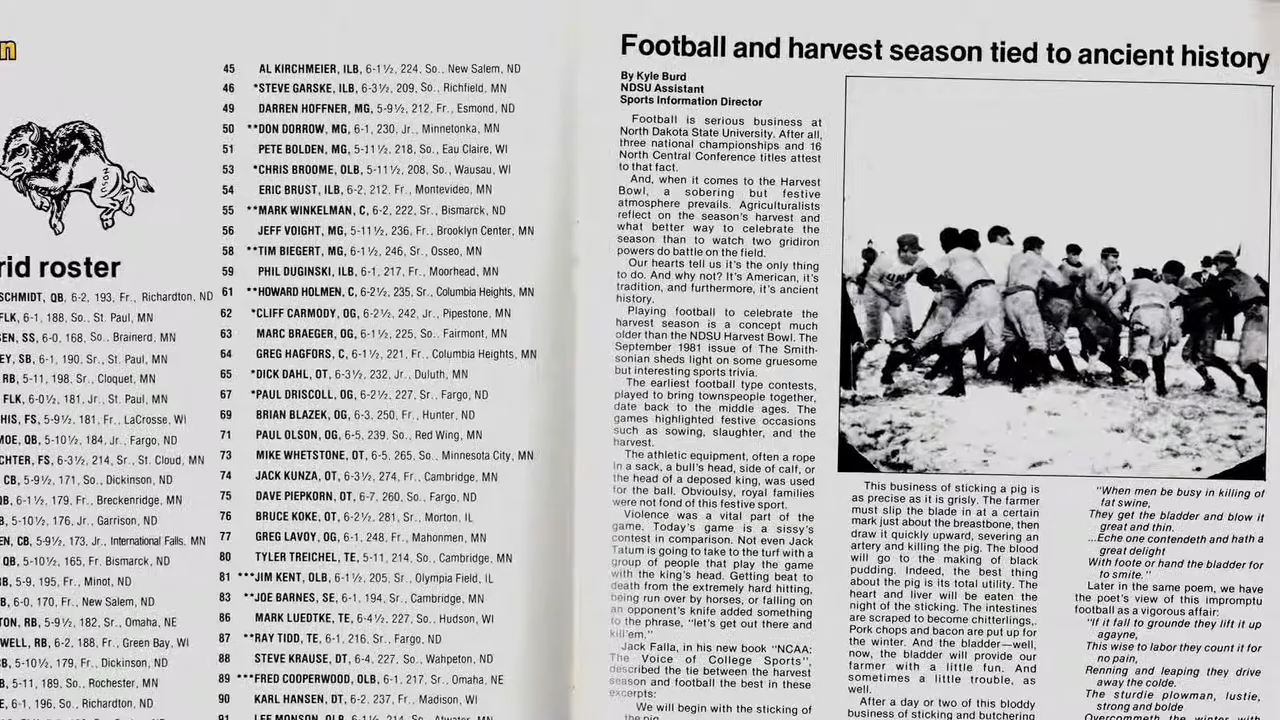 n
rid roster
SCHMIDT, QB, 6-2, 193, Fr., Richardton, ND
FLK, 6-1, 188, So., St. Paul, MN
SEN, SS, 6-0, 168, So., Brainerd, MN
EY, SB, 6-1, 190, Sr., St. Paul, MN
RB, 5-11, 198, Sr., Cloquet, MN
FLK, 6-0½, 181, Jr., St. Paul, MN
HIS, FS, 5-9½, 181, Fr., LaCrosse, WI
MOE, QB, 5-10½, 184, Jr., Fargo, ND
CHTER, FS, 6-3½, 214, Sr., St. Cloud, MN
CB, 5-9½, 171, So., Dickinson, ND
QB, 6-1½, 179, Fr., Breckenridge, MN
B, 5-10½, 176, Jr., Garrison, ND
EN, CB, 5-9½, 173, Jr., International Falls, MN
QB, 5-10½, 165, Fr., Bismarck, ND
RB, 5-9, 195, Fr., Minot, ND
B, 6-0, 170, Fr., New Salem, ND
TON, RB, 5-9½, 182, Sr., Omaha, NE
WELL, RB, 6-2, 188, Fr., Green Bay, WI
CB, 5-10½, 179, Fr., Dickinson, ND
B, 5-11, 189, So., Rochester, MN
E, 6-1, 196, So., Richardton, ND
45 AL KIRCHMEIER, ILB, 6-1½, 224, So., New Salem, ND
46 *STEVE GARSKE, ILB, 6-3½, 209, So., Richfield, MN
49 DARREN HOFFNER, MG, 5-9½, 212, Fr., Esmond, ND
50 **DON DORROW, MG, 6-1, 230, Jr., Minnetonka, MN
51 PETE BOLDEN, MG, 5-11½, 218, So., Eau Claire, WI
53 *CHRIS BROOME, OLB, 5-11½, 208, So., Wausau, WI
54 ERIC BRUST, ILB, 6-2, 212, Fr., Montevideo, MN
55 **MARK WINKELMAN, C, 6-2, 222, Sr., Bismarck, ND
56 JEFF VOIGHT, MG, 5-11½, 236, Fr., Brooklyn Center, MN
58 **TIM BIEGERT, MG, 6-1½, 246, Sr., Osseo, MN
59 PHIL DUGINSKI, ILB, 6-1, 217, Fr., Moorhead, MN
61 **HOWARD HOLMEN, C, 6-2½, 235, Sr., Columbia Heights, MN
62 *CLIFF CARMODY, OG, 6-2½, 242, Jr., Pipestone, MN
63 MARC BRAEGER, OG, 6-1½, 225, So., Fairmont, MN
64 GREG HAGFORS, C, 6-1½, 221, Fr., Columbia Heights, MN
65 *DICK DAHL, OT, 6-3½, 232, Jr., Duluth, MN
67 *PAUL DRISCOLL, OG, 6-2½, 227, Sr., Fargo, ND
69 BRIAN BLAZEK, OG, 6-3, 250, Fr., Hunter, ND
71 PAUL OLSON, OG, 6-5, 239, So., Red Wing, MN
73 MIKE WHETSTONE, OT, 6-5, 265, So., Minnesota City, MN
74 JACK KUNZA, OT, 6-3½, 274, Fr., Cambridge, MN
75 DAVE PIEPKORN, OT, 6-7, 260, So., Fargo, ND
76 BRUCE KOKE, OT, 6-2½, 281, Sr., Morton, IL
77 GREG LAVOY, OG, 6-1, 248, Fr., Mahonmen, MN
80 TYLER TREICHEL, TE, 5-11, 214, So., Cambridge, MN
81 ***JIM KENT, OLB, 6-1½, 205, Sr., Olympia Field, IL
83 **JOE BARNES, SE, 6-1, 194, Sr., Cambridge, MN
86 MARK LUEDTKE, TE, 6-4½, 227, So., Hudson, WI
87 **RAY TIDD, TE, 6-1, 216, Sr., Fargo, ND
88 STEVE KRAUSE, DT, 6-4, 227, So., Wahpeton, ND
89 ***FRED COOPERWOOD, OLB, 6-1, 217, Sr., Omaha, NE
90 KARL HANSEN, DT, 6-2, 237, Fr., Madison, WI
91 LEE MONSON, OLB, 6-1½, 214, So., Atwater, MN
Football and harvest season tied to ancient history
By Kyle Burd
NDSU Assistant
Sports Information Director
Football is serious business at
North Dakota State University. After all,
three national championships and 16
North Central Conference titles attest
to that fact.
And, when it comes to the Harvest
Bowl, a sobering but festive
atmosphere prevails. Agriculturalists
reflect on the season's harvest and
what better way to celebrate the
season than to watch two gridiron
powers do battle on the field.
Our hearts tell us it's the only thing
to do. And why not? It's American, it's
tradition, and furthermore, it's ancient
history.
Playing football to celebrate the
harvest season is a concept much
older than the NDSU Harvest Bowl. The
September 1981 issue of The Smith-
sonian sheds light on some gruesome
but interesting sports trivia.
The earliest football type contests,
played to bring townspeople together,
date back to the middle ages. The
games highlighted festive occasions
such as sowing, slaughter, and the
harvest.
The athletic equipment, often a rope
in a sack, a bull's head, side of calf, or
the head of a deposed king, was used
for the ball. Obviulsy, royal families
were not fond of this festive sport.
Violence was a vital part of the
game. Today's game is a sissy's
contest in comparison. Not even Jack
Tatum is going to take to the turf with a
group of people that play the game
with the king's head. Getting beat to
death from the extremely hard hitting,
being run over by horses, or falling on
an opponent's knife added something
to the phrase, "let's get out there and
kill'em."
Jack Falla, in his new book "NCAA:
The Voice of College Sports",
described the tie between the harvest
season and football the best in these
excerpts:
We will begin with the sticking of
the pig.
This business of sticking a pig is
as precise as it is grisly. The farmer
must slip the blade in at a certain
mark just about the breastbone, then
draw it quickly upward, severing an
artery and killing the pig. The blood
will go to the making of black
pudding. Indeed, the best thing
about the pig is its total utility. The
heart and liver will be eaten the
night of the sticking. The intestines
are scraped to become chitterlings,.
Pork chops and bacon are put up for
the winter. And the bladder—well,
now, the bladder will provide our
farmer with a little fun. And
sometimes a little trouble, as
well.
After a day or two of this bloody
business of sticking and butchering
"When men be busy in killing of
fat swine,
They get the bladder and blow it
great and thin.
...Eche one contendeth and hath a
great delight
With foote or hand the bladder for
to smite."
Later in the same poem, we have
the poet's view of this impromptu
football as a vigorous affair:
"If it fall to grounde they lift it up
agayne,
This wise to labor they count it for
no pain,
Renning and leaping they drive
away the colde.
The sturdie plowman, lustie,
strong and bolde
Overcometh the winter with